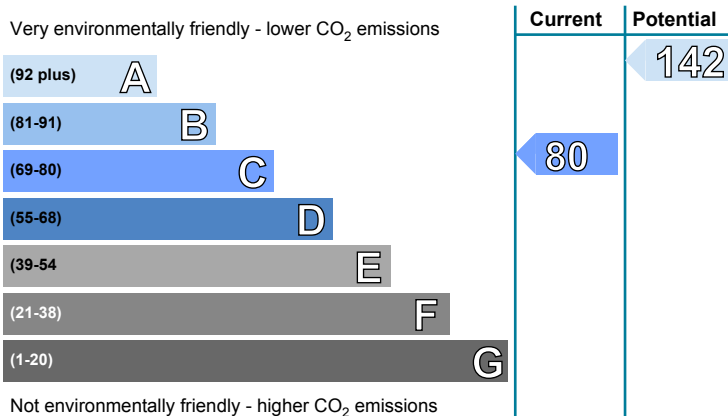 Very environmentally friendly - lower CO2 emissions
Current
Potential
(92 plus) A
142
(81-91) B
(69-80) C
80
(55-68) D
(39-54 E
(21-38) F
(1-20) G
Not environmentally friendly - higher CO2 emissions